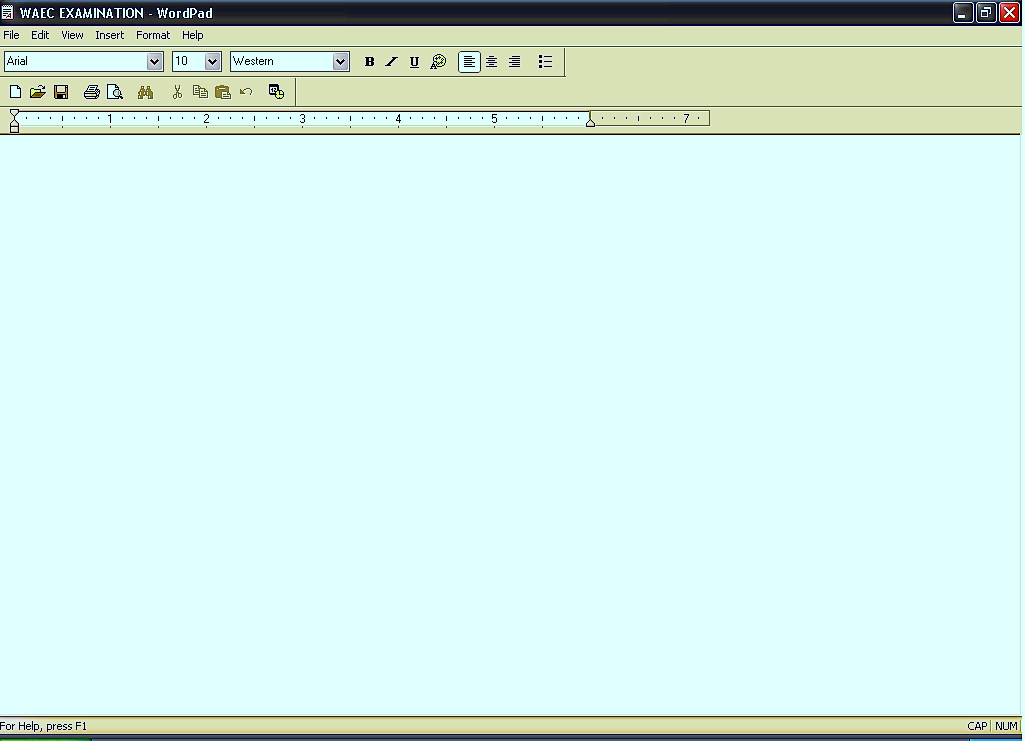 WAEC EXAMINATION - WordPad
File Edit View Insert Format Help
Arial 10 Western B I U
1 2 3 4 5 7
For Help, press F1 CAP NUM